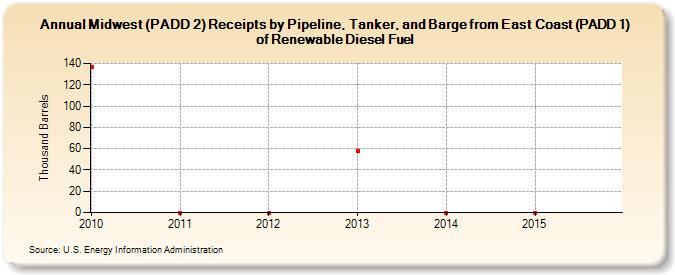 Annual Midwest (PADD 2) Receipts by Pipeline, Tanker, and Barge from East Coast (PADD 1)
of Renewable Diesel Fuel
Thousand Barrels
140
120
100
80
60
40
20
0
2010 2011 2012 2013 2014 2015
Source: U.S. Energy Information Administration